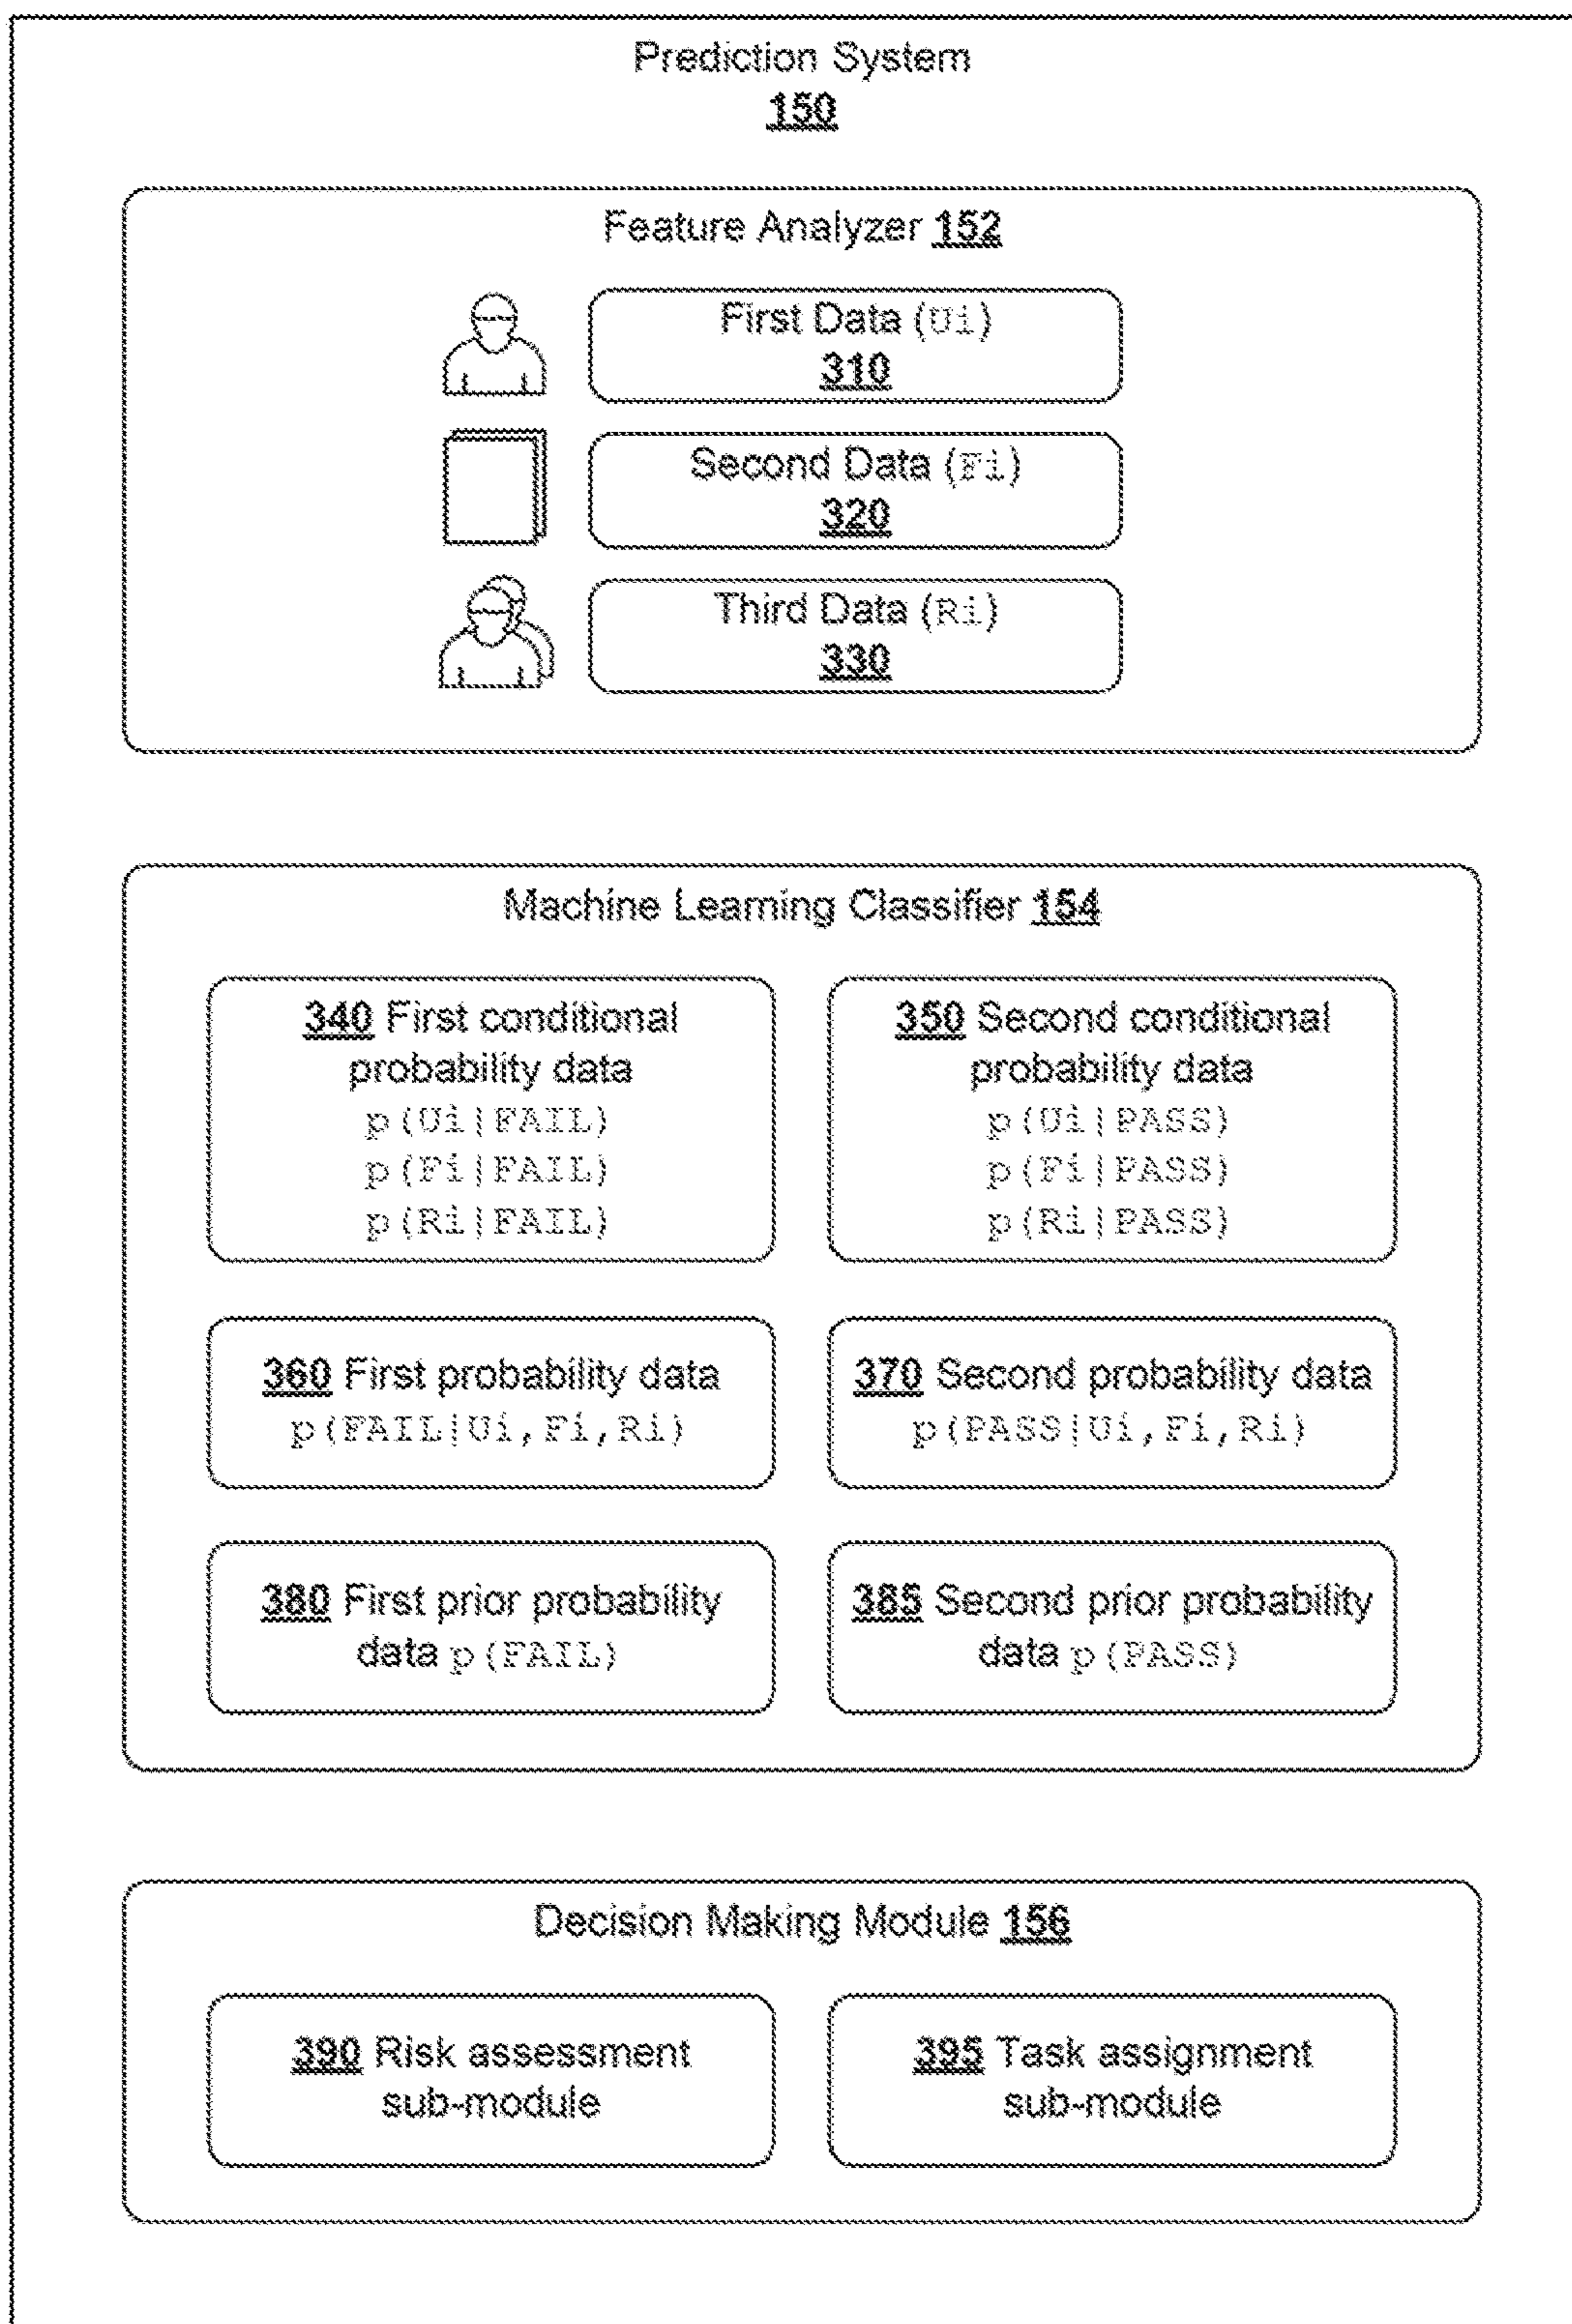 Prediction System
150
Feature Analyzer 152
First Data (Ui)
310
Second Data (Fi)
320
Third Data (Ri)
330
Machine Learning Classifier 154
340 First conditional
probability data
p(Ui|FAIL)
p(Fi|FAIL)
p(Ri|FAIL)
350 Second conditional
probability data
p(Ui|PASS)
p(Fi|PASS)
p(Ri|PASS)
360 First probability data
p(FAIL|Ui,Fi,Ri)
370 Second probability data
p(PASS|Ui,Fi,Ri)
380 First prior probability
data p(FAIL)
385 Second prior probability
data p(PASS)
Decision Making Module 156
390 Risk assessment
sub-module
395 Task assignment
sub-module